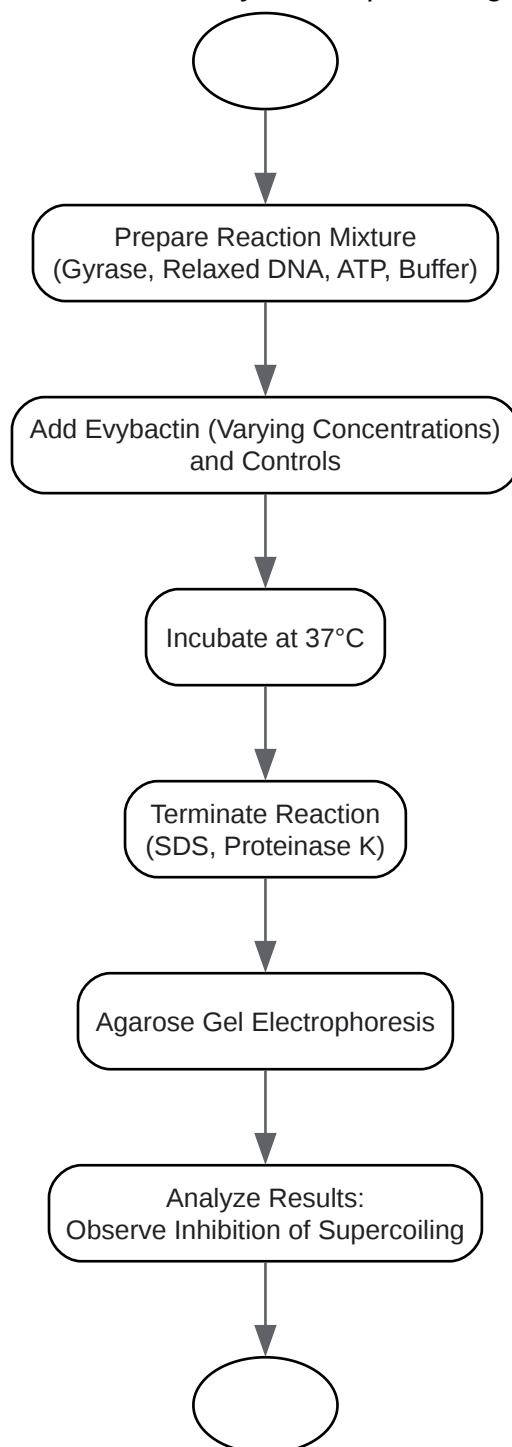 Prepare Reaction Mixture
(Gyrase, Relaxed DNA, ATP, Buffer)
Add Evybactin (Varying Concentrations)
and Controls
Incubate at 37°C
Terminate Reaction
(SDS, Proteinase K)
Agarose Gel Electrophoresis
Analyze Results:
Observe Inhibition of Supercoiling